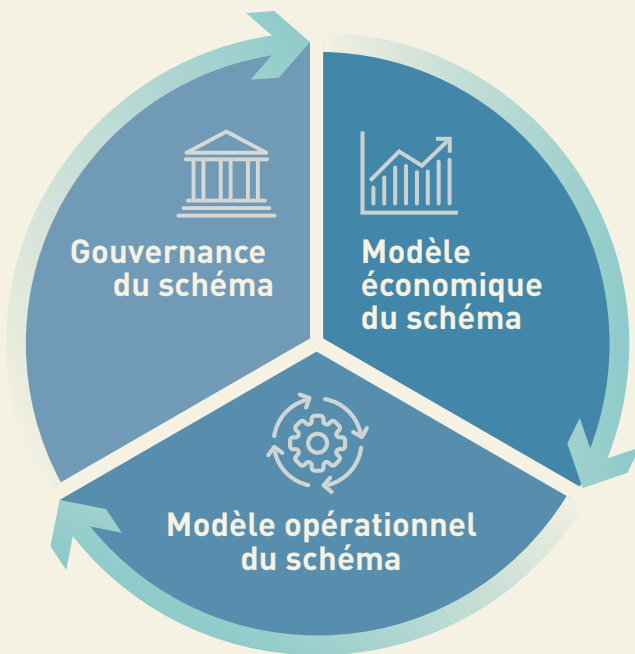 Gouvernance
du schéma
Modèle
économique
du schéma
Modèle opérationnel
du schéma